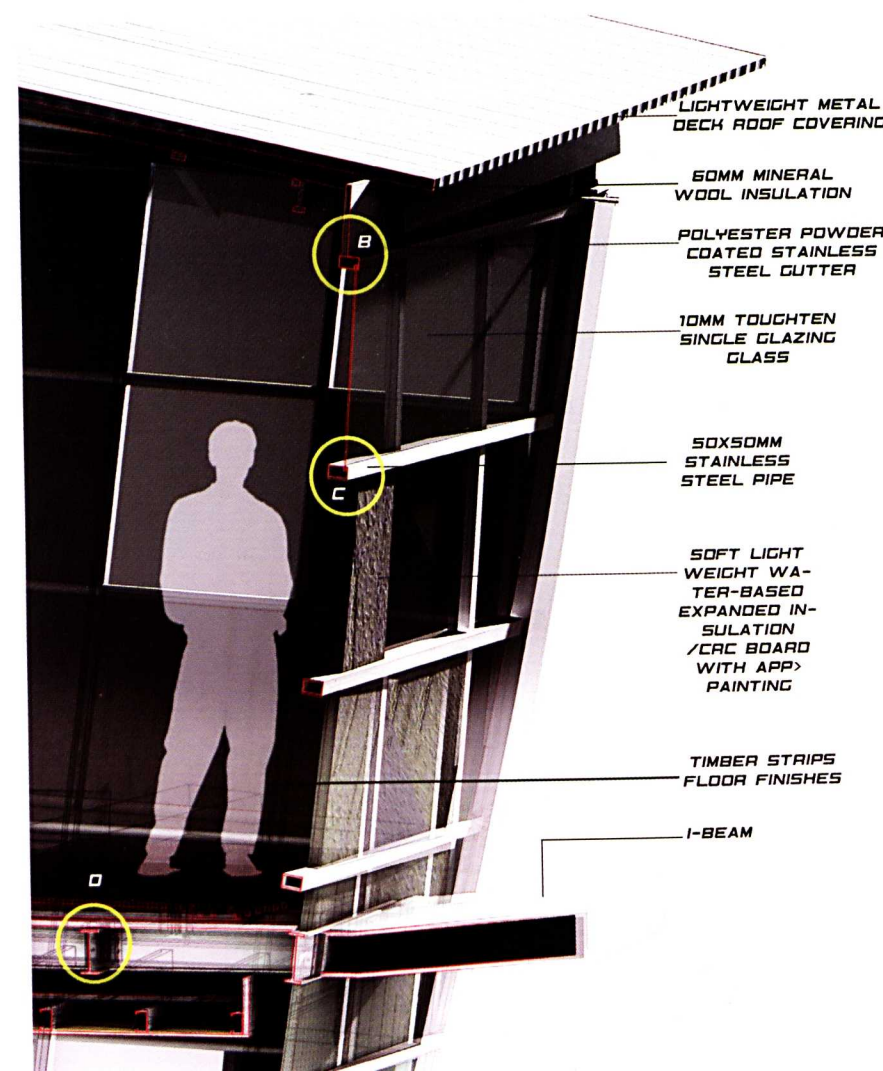 LIGHTWEIGHT METAL
DECK ROOF COVERING
60MM MINERAL
WOOL INSULATION
POLYESTER POWDER
COATED STAINLESS
STEEL GUTTER
10MM TOUGHTEN
SINGLE GLAZING
GLASS
50X50MM
STAINLESS
STEEL PIPE
SOFT LIGHT
WEIGHT WA-
TER-BASED
EXPANDED IN-
SULATION
/CRC BOARD
WITH APP>
PAINTING
TIMBER STRIPS
FLOOR FINISHES
I-BEAM
B
C
D